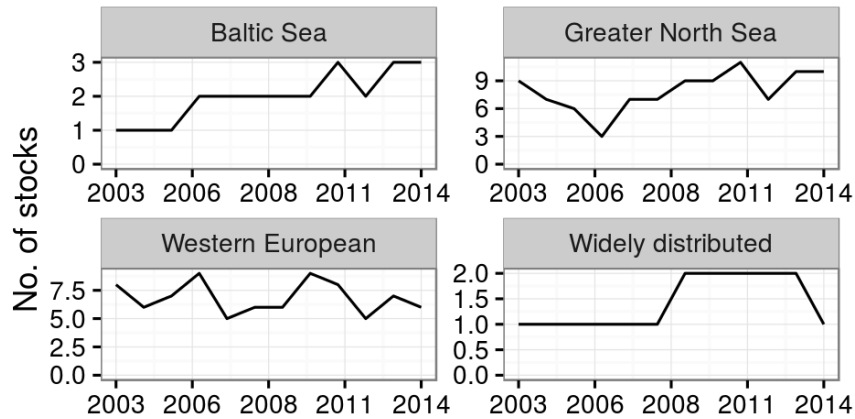 Baltic Sea
Greater North Sea
3
2
1
0
9
6
3
0
2003 2006 2008 2011 2014
2003 2006 2008 2011 2014
No. of stocks
Western European
Widely distributed
7.5
5.0
2.5
0.0
2.0
1.5
1.0
0.5
0.0
2003 2006 2008 2011 2014
2003 2006 2008 2011 2014